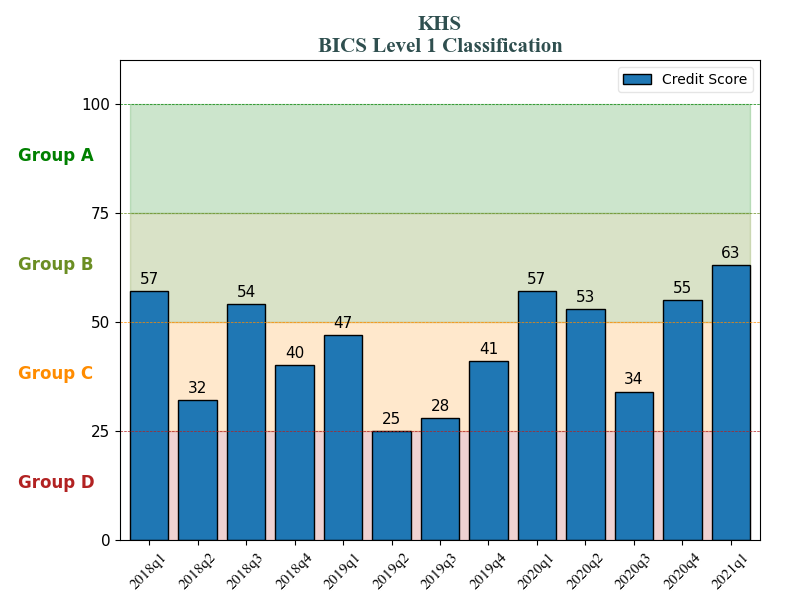 KHS
BICS Level 1 Classification
Credit Score
100
Group A
75
Group B
63
57
57
55
54
53
50
47
41
40
Group C
34
32
28
25
25
Group D
0
2018q1 2018q2 2018q3 2018q4 2019q1 2019q2 2019q3 2019q4 2020q1 2020q2 2020q3 2020q4 2021q1